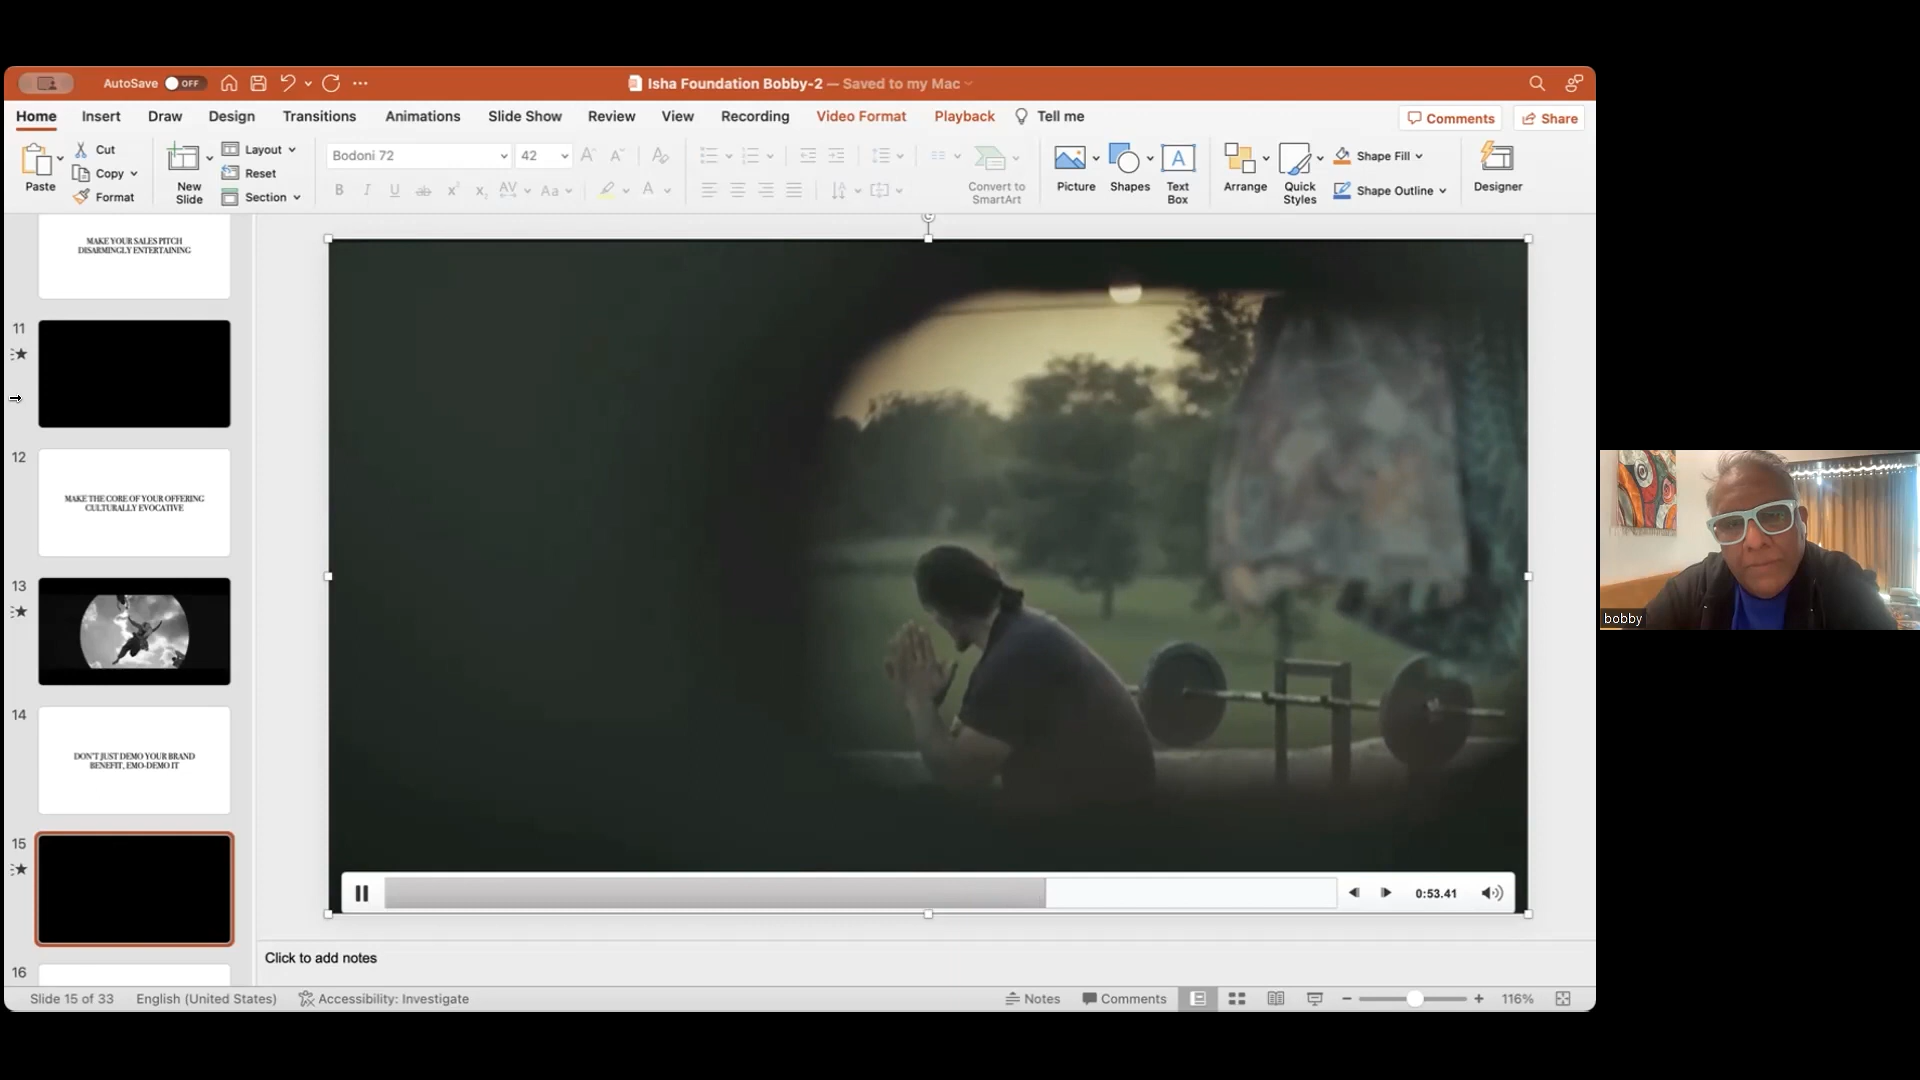 AutoSave OFF
Isha Foundation Bobby-2 — Saved to my Mac
Home Insert Draw Design Transitions Animations Slide Show Review View Recording Video Format Playback Tell me Comments Share
Paste
Cut
Copy
Format
New
Slide
Layout
Reset
Section
Bodoni 72 42
B I U ab x² x₂ AV Aa A
Convert to
SmartArt
Picture
Shapes
Text
Box
Arrange
Quick
Styles
Shape Fill
Shape Outline
Designer
MAKE YOUR SALES PITCH
DISARMINGLY ENTERTAINING
11
12
MAKE THE CORE OF YOUR OFFERING
CULTURALLY EVOCATIVE
13
14
DON'T JUST DEMO YOUR BRAND
BENEFIT, EMO-DEMO IT
15
16
0:53.41
bobby
Click to add notes
Slide 15 of 33 English (United States) Accessibility: Investigate Notes Comments 116%